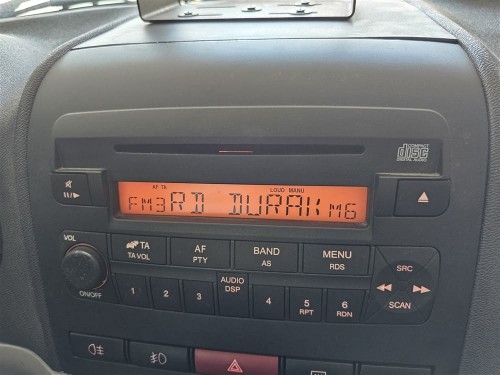 COMPACT
disc
DIGITAL AUDIO
AF TA LOUD MANU
FM3 RD DURAK M6
TA
TA VOL
AF
PTY
BAND
AS
MENU
RDS
VOL
ON/OFF
1 2 3
AUDIO
DSP
4
5
RPT
6
RDN
SRC
SCAN